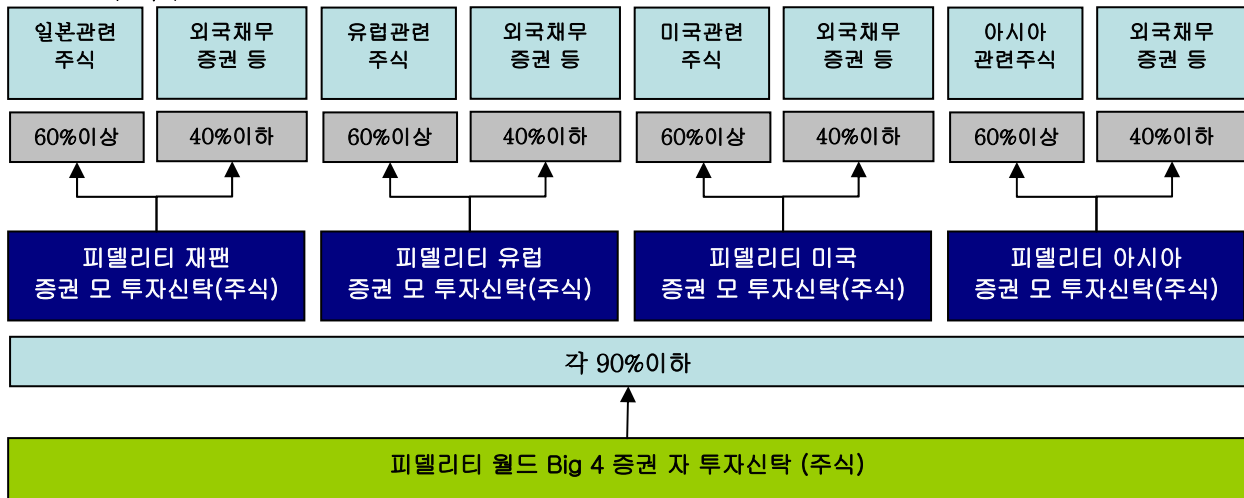 일본관련
주식
외국채무
증권 등
유럽관련
주식
외국채무
증권 등
미국관련
주식
외국채무
증권 등
아시아
관련주식
외국채무
증권 등
60%이상
40%이하
60%이상
40%이하
60%이상
40%이하
60%이상
40%이하
피델리티 재팬
증권 모 투자신탁(주식)
피델리티 유럽
증권 모 투자신탁(주식)
피델리티 미국
증권 모 투자신탁(주식)
피델리티 아시아
증권 모 투자신탁(주식)
각 90%이하
피델리티 월드 Big 4 증권 자 투자신탁 (주식)